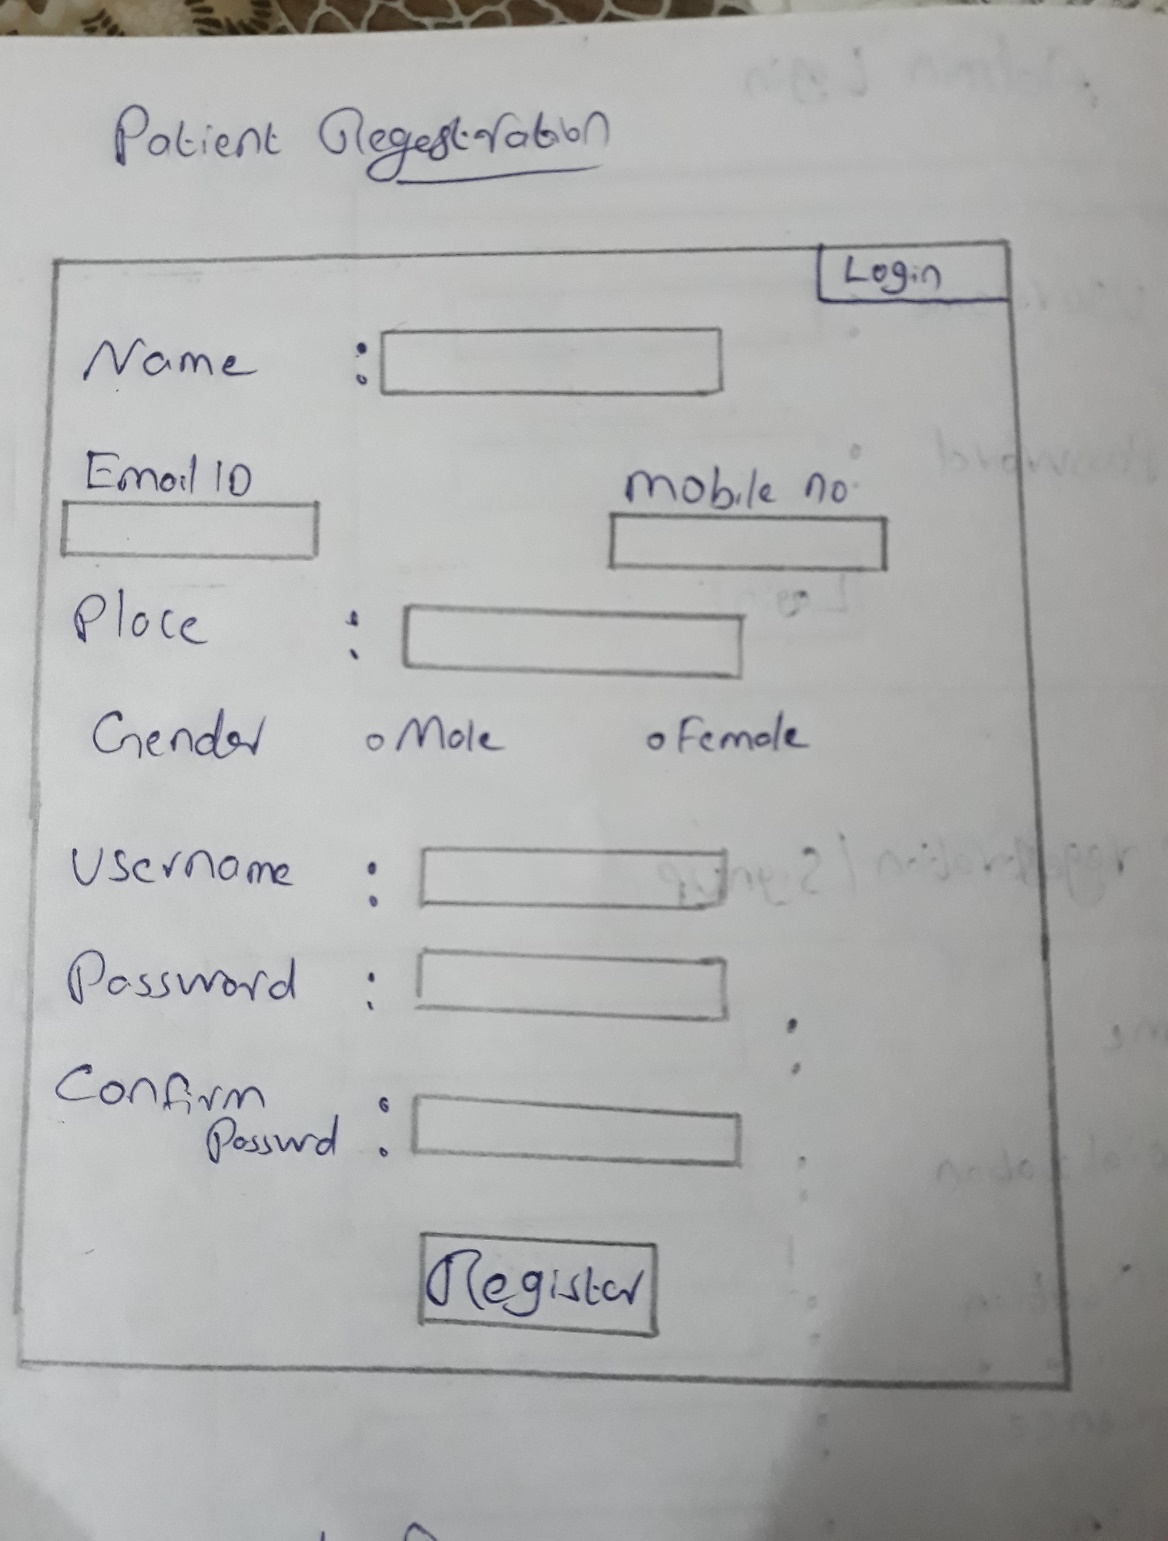 Patient Regestration
Login
Name :
Email ID
mobile no.
Place :
Gender o Male o Female
Username :
Password :
Confirm
Passwrd :
Register